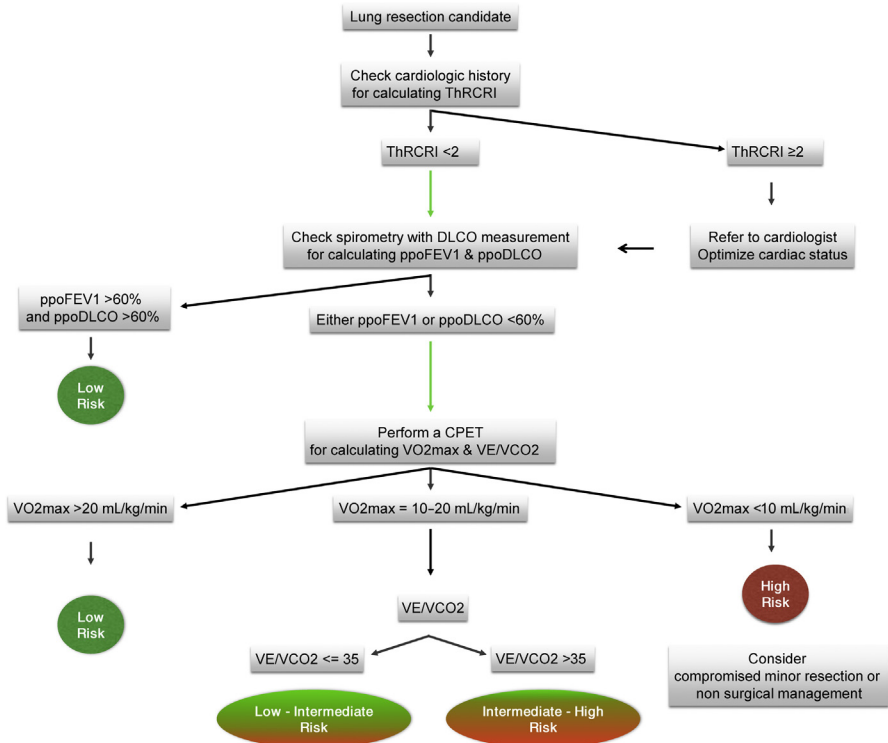 Lung resection candidate
Check cardiologic history
for calculating ThRCRI
ThRCRI <2
ThRCRI ≥2
Check spirometry with DLCO measurement
for calculating ppoFEV1 & ppoDLCO
Refer to cardiologist
Optimize cardiac status
ppoFEV1 >60%
and ppoDLCO >60%
Either ppoFEV1 or ppoDLCO <60%
Low
Risk
Perform a CPET
for calculating VO2max & VE/VCO2
VO2max >20 mL/kg/min
VO2max = 10–20 mL/kg/min
VO2max <10 mL/kg/min
Low
Risk
VE/VCO2
High
Risk
VE/VCO2 <= 35
VE/VCO2 >35
Consider
compromised minor resection or
non surgical management
Low - Intermediate
Risk
Intermediate - High
Risk